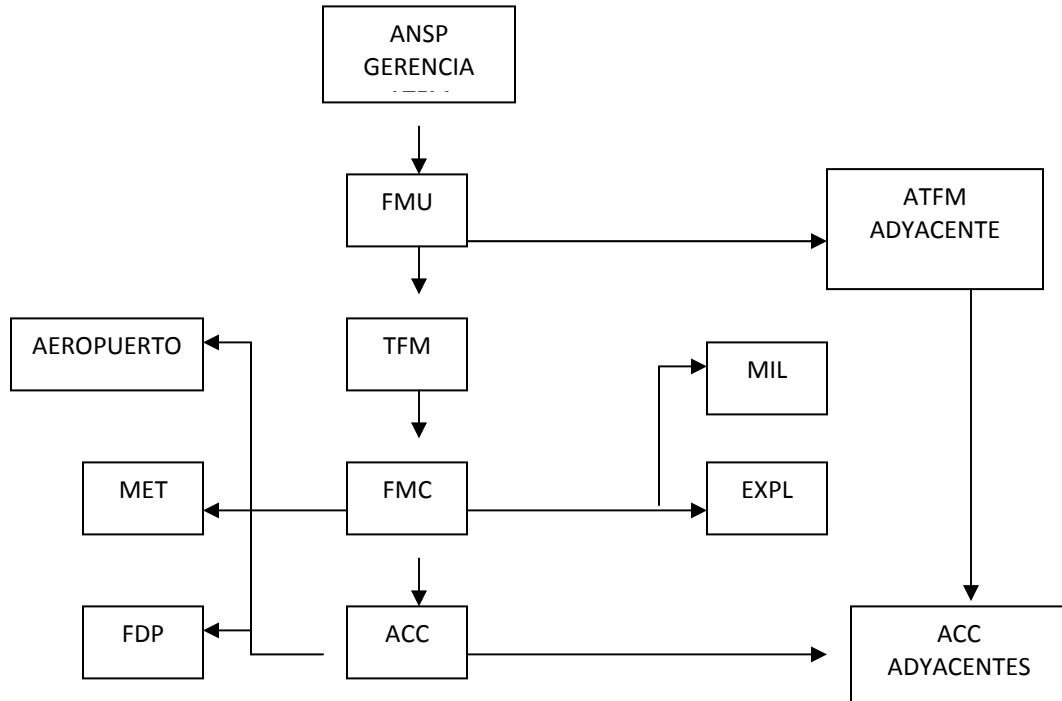 ANSP
GERENCIA
FMU
ATFM
ADYACENTE
AEROPUERTO
TFM
MIL
MET
FMC
EXPL
FDP
ACC
ACC
ADYACENTES